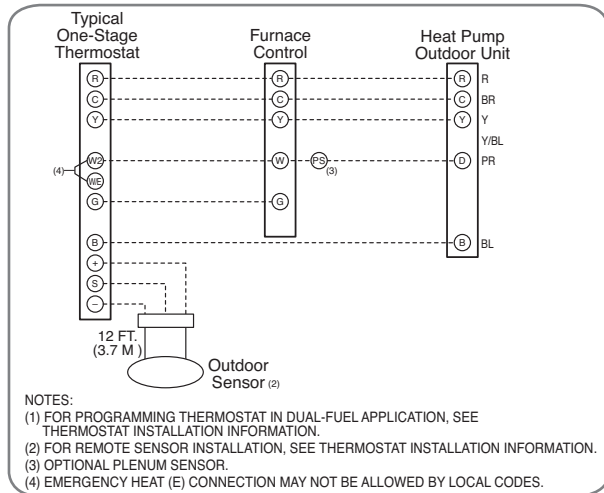 Typical
One-Stage
Thermostat
Furnace
Control
Heat Pump
Outdoor Unit
R R R R
C C C BR
Y Y Y Y
Y/BL
W2 W PS D PR
(4) (3)
W/E
G G
B B BL
+
S
–
12 FT.
(3.7 M )
Outdoor
Sensor (2)
NOTES:
(1) FOR PROGRAMMING THERMOSTAT IN DUAL-FUEL APPLICATION, SEE
THERMOSTAT INSTALLATION INFORMATION.
(2) FOR REMOTE SENSOR INSTALLATION, SEE THERMOSTAT INSTALLATION INFORMATION.
(3) OPTIONAL PLENUM SENSOR.
(4) EMERGENCY HEAT (E) CONNECTION MAY NOT BE ALLOWED BY LOCAL CODES.